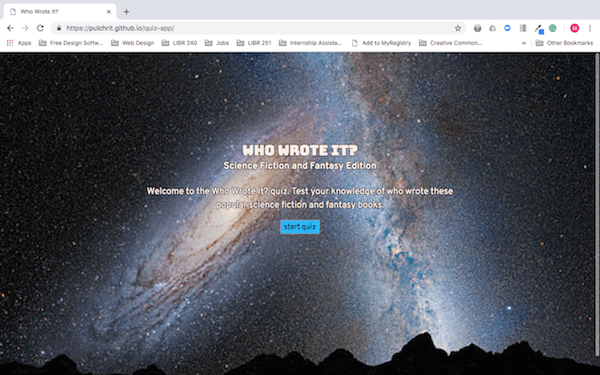 Who Wrote It?
https://pulchrit.github.io/quiz-app/
Apps Free Design Softw... Web Design LIBR 240 Jobs LIBR 251 Internship Assista... Add to MyRegistry Creative Common... » Other Bookmarks
WHO WROTE IT?
Science Fiction and Fantasy Edition
Welcome to the Who Wrote It? quiz. Test your knowledge of who wrote these
popular science fiction and fantasy books.
start quiz